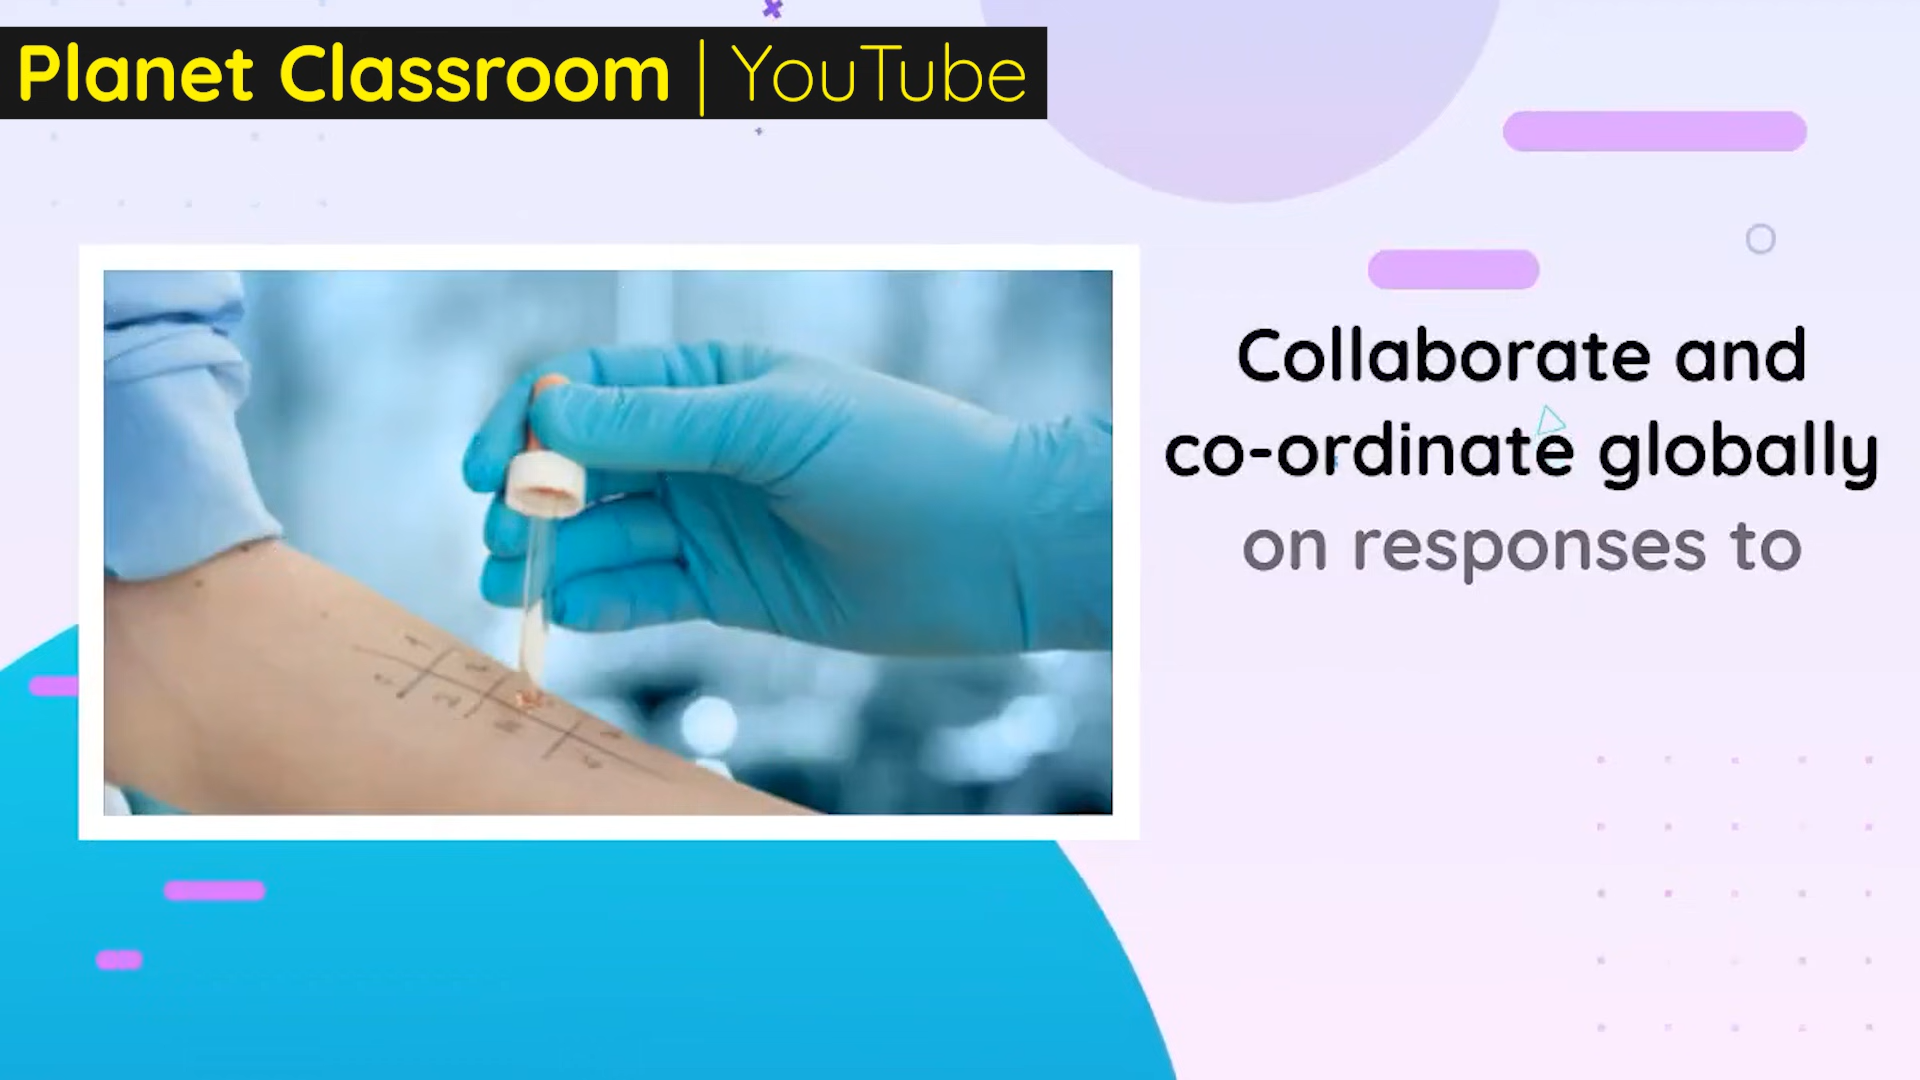 Planet Classroom | YouTube
Collaborate and
co-ordinate globally
on responses to